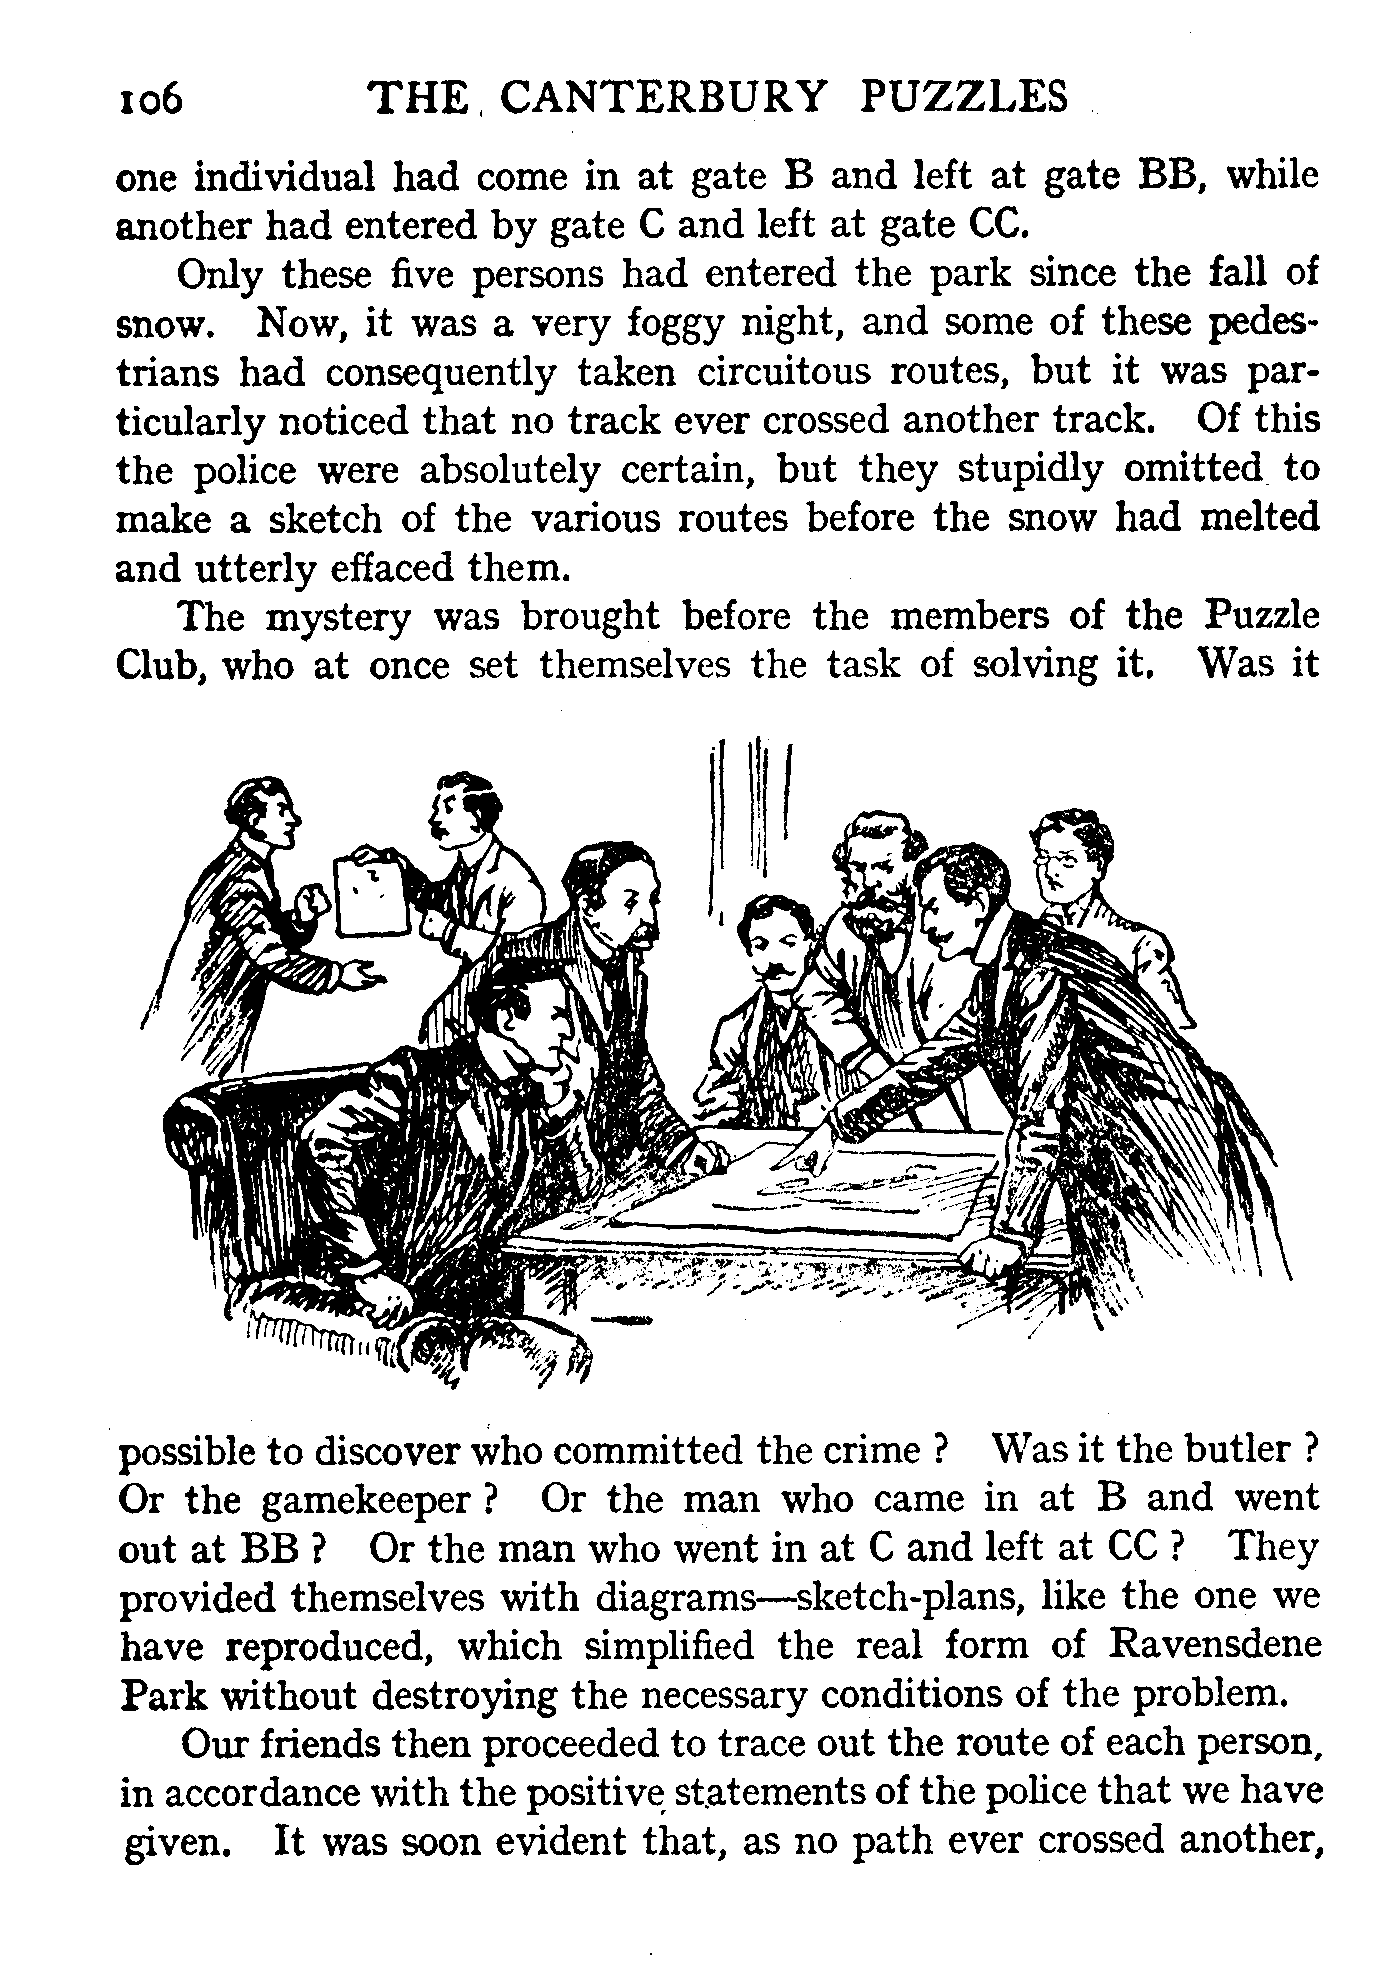 106 THE CANTERBURY PUZZLES
one individual had come in at gate B and left at gate BB, while
another had entered by gate C and left at gate CC.
Only these five persons had entered the park since the fall of
snow. Now, it was a very foggy night, and some of these pedes-
trians had consequently taken circuitous routes, but it was par-
ticularly noticed that no track ever crossed another track. Of this
the police were absolutely certain, but they stupidly omitted to
make a sketch of the various routes before the snow had melted
and utterly effaced them.
The mystery was brought before the members of the Puzzle
Club, who at once set themselves the task of solving it. Was it
possible to discover who committed the crime ? Was it the butler ?
Or the gamekeeper ? Or the man who came in at B and went
out at BB ? Or the man who went in at C and left at CC ? They
provided themselves with diagrams—sketch-plans, like the one we
have reproduced, which simplified the real form of Ravensdene
Park without destroying the necessary conditions of the problem.
Our friends then proceeded to trace out the route of each person,
in accordance with the positive statements of the police that we have
given. It was soon evident that, as no path ever crossed another,